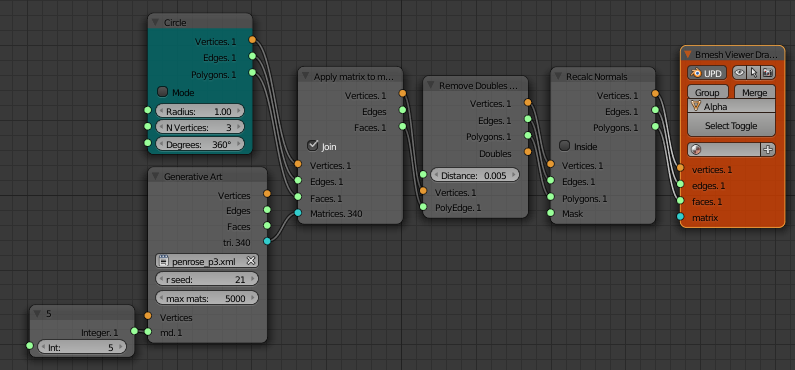 Circle
Vertices. 1
Edges. 1
Polygons. 1
Mode
Radius: 1.00
N Vertices: 3
Degrees: 360°
Generative Art
Vertices
Edges
Faces
tri. 340
penrose_p3.xml
r seed: 21
max mats: 5000
Vertices
md. 1
5
Integer. 1
Int: 5
Apply matrix to m...
Vertices. 1
Edges
Faces. 1
Join
Vertices. 1
Edges. 1
Faces. 1
Matrices. 340
Remove Doubles ...
Vertices. 1
Edges. 1
Polygons. 1
Doubles
Distance: 0.005
Vertices. 1
PolyEdge. 1
Recalc Normals
Vertices. 1
Edges. 1
Polygons. 1
Inside
Vertices. 1
Edges. 1
Polygons. 1
Mask
Bmesh Viewer Dra...
UPD
Group Merge
Alpha
Select Toggle
vertices. 1
edges. 1
faces. 1
matrix